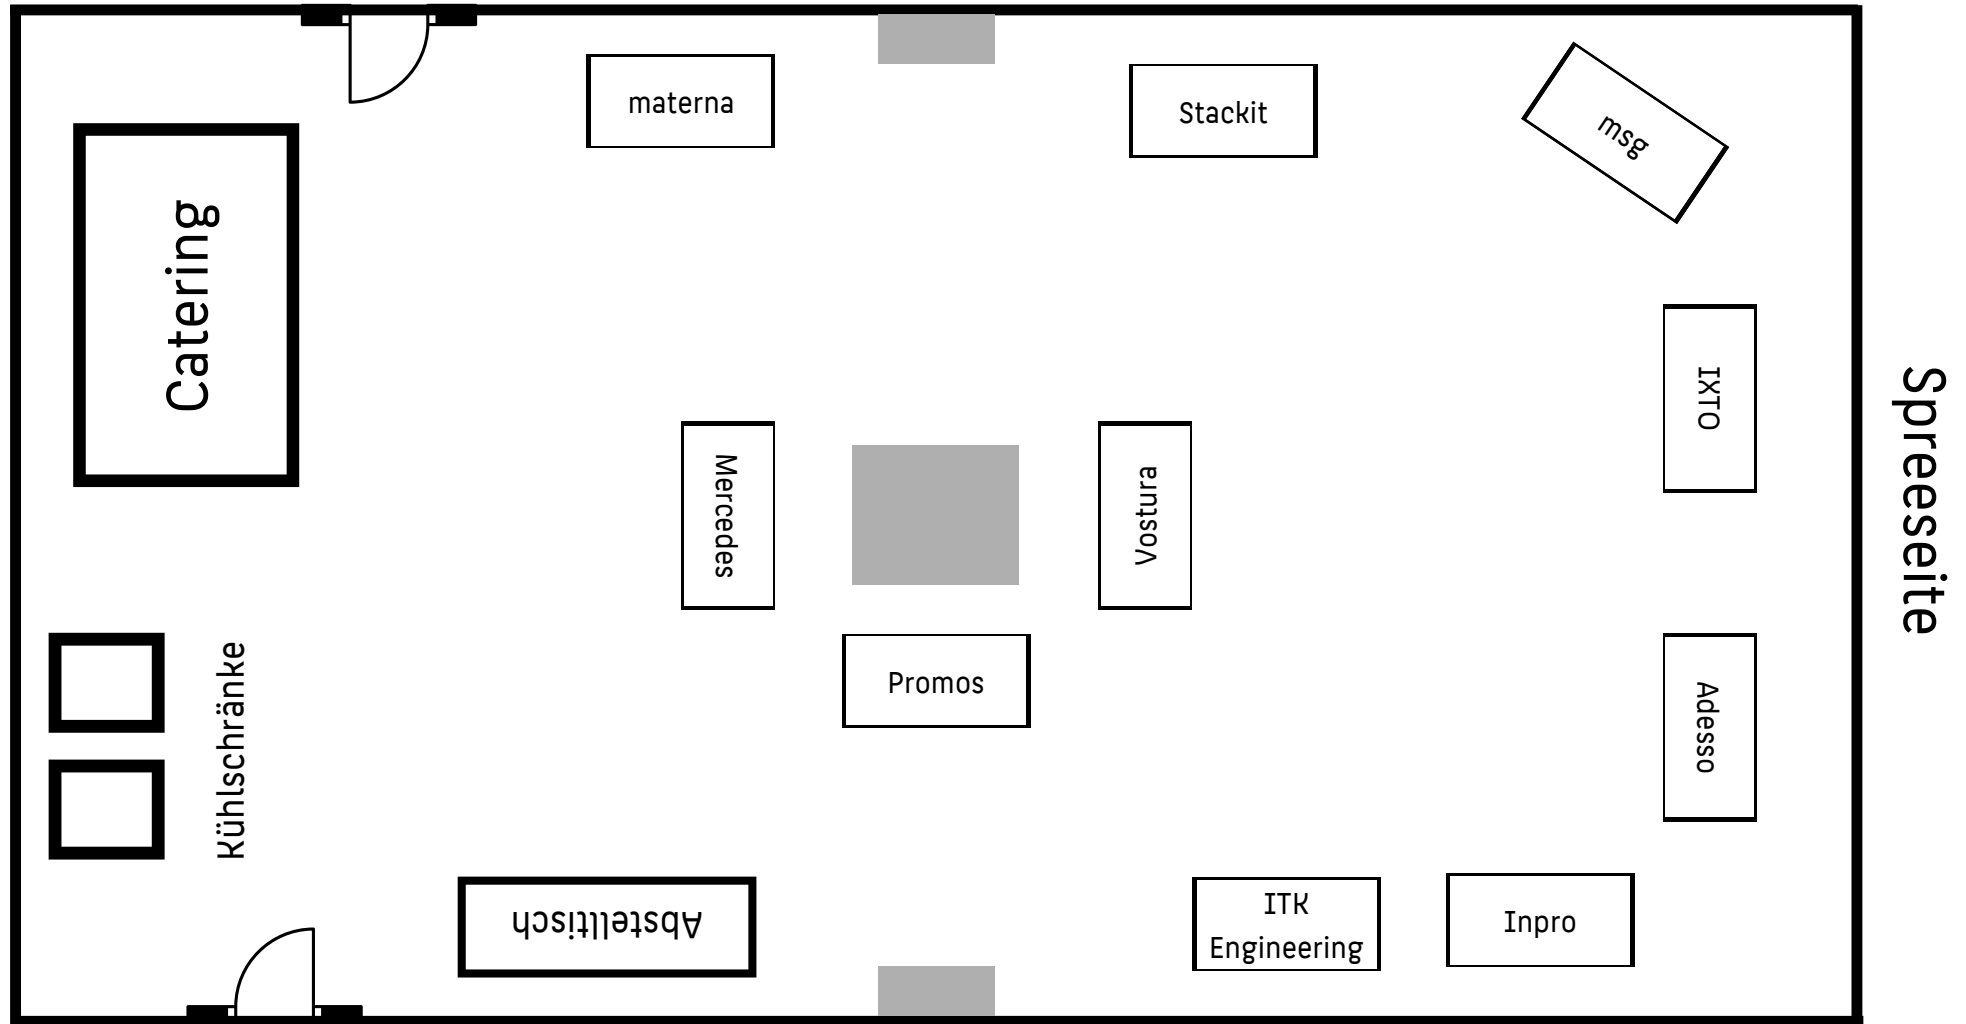 materna
Stackit
msg
Catering
IXTO
Spreeseite
Mercedes
Vostura
Kühlschränke
Promos
Adesso
Abstelltisch
ITK
Engineering
Inpro